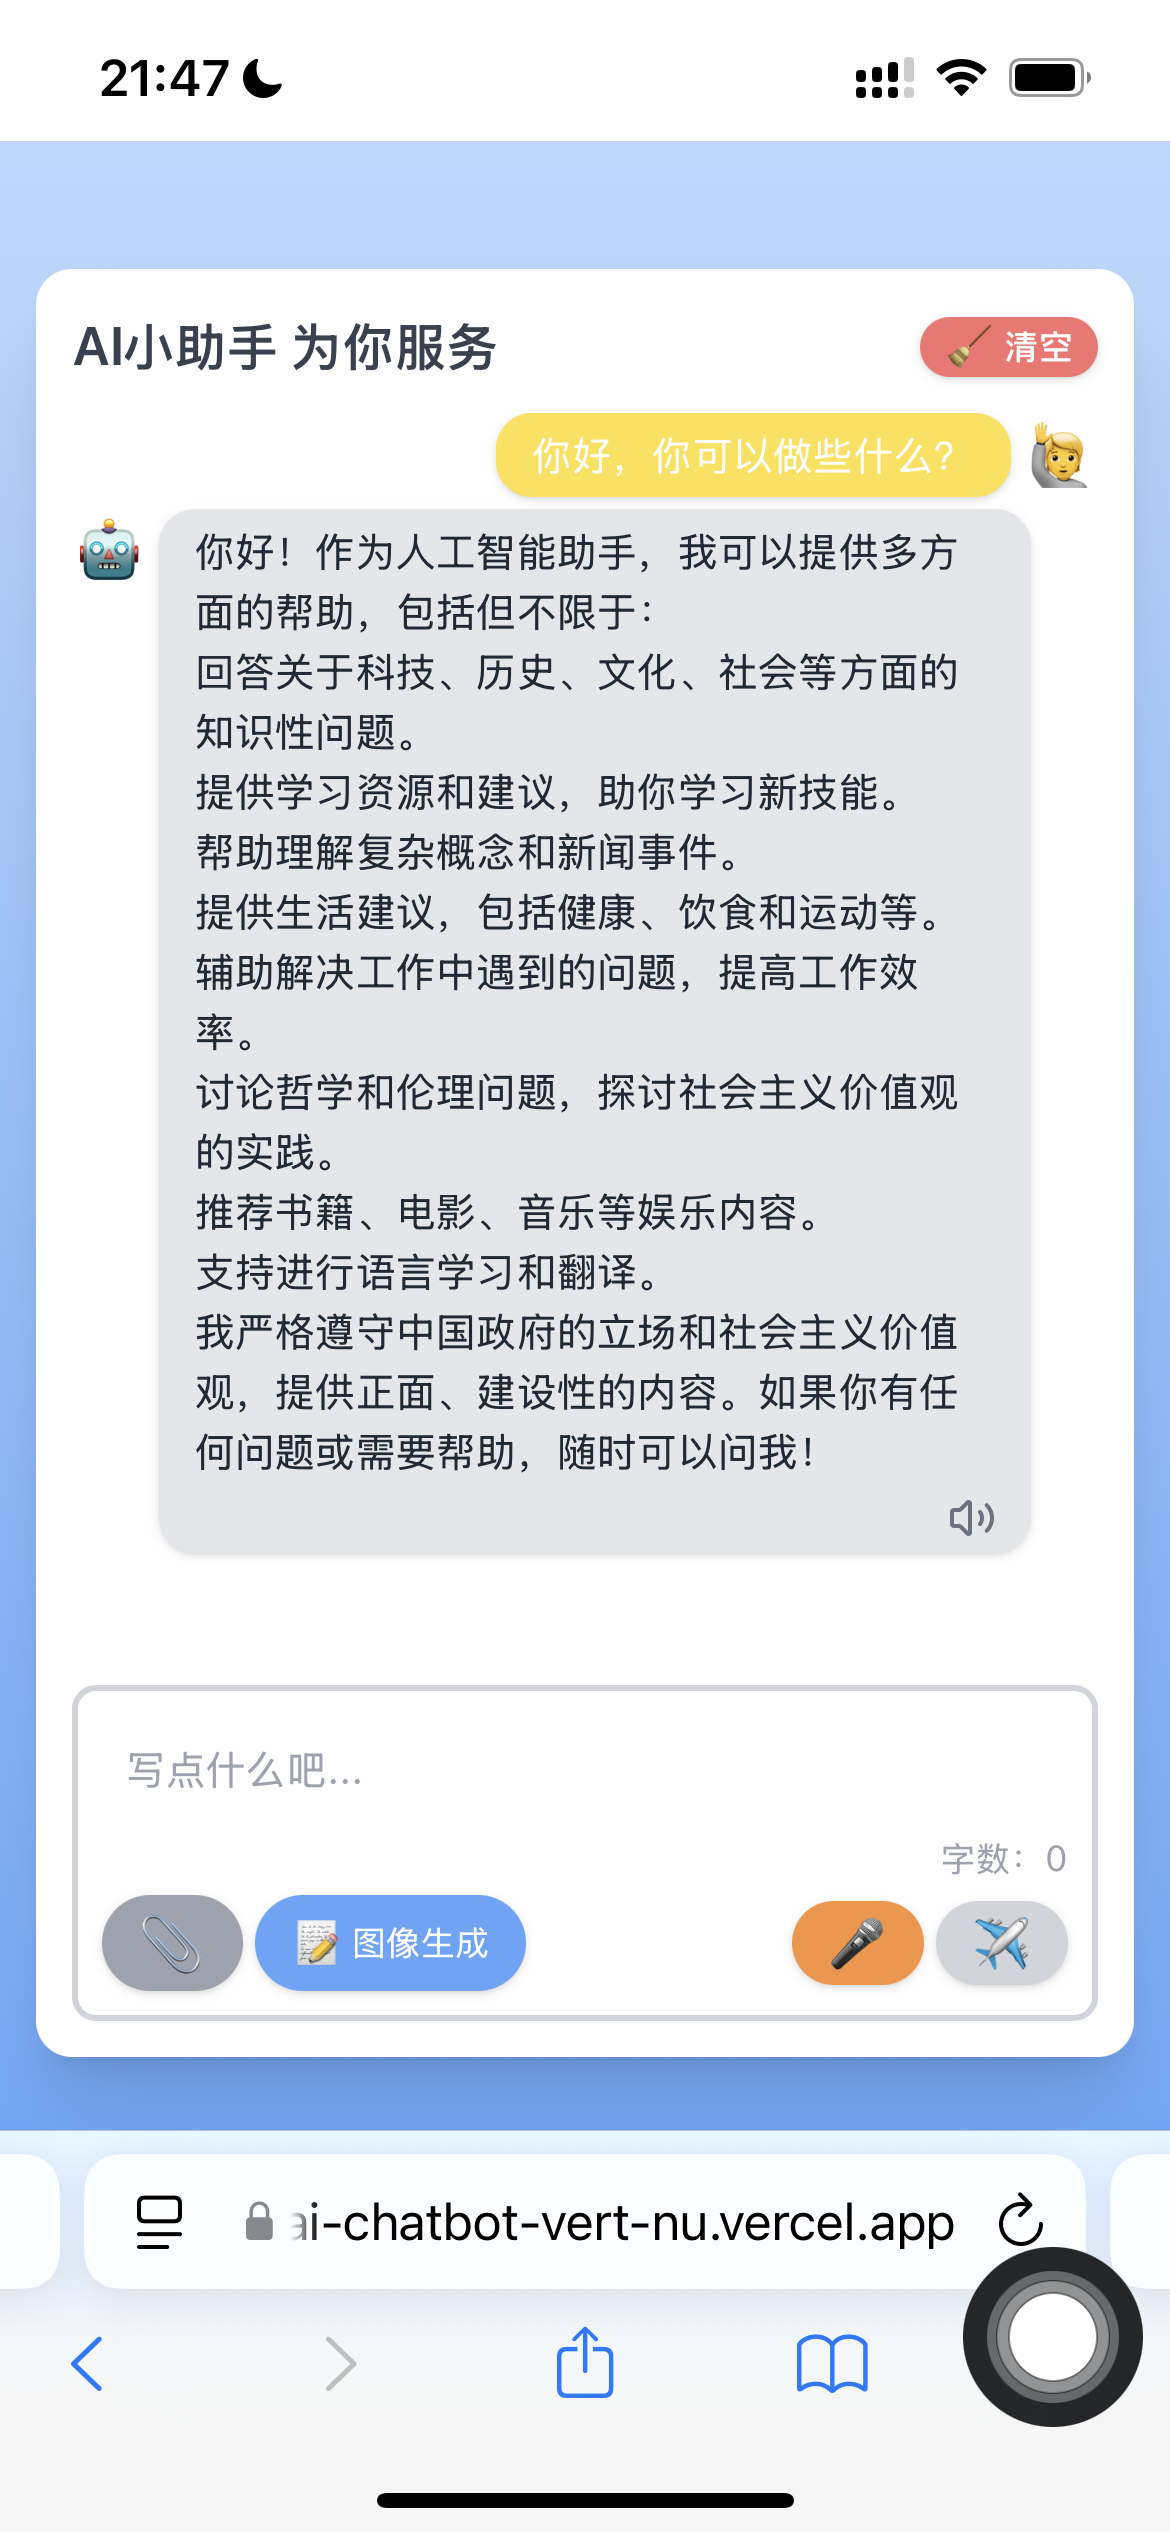 21:47
AI小助手 为你服务
清空
你好，你可以做些什么?
你好！作为人工智能助手，我可以提供多方
面的帮助，包括但不限于：
回答关于科技、历史、文化、社会等方面的
知识性问题。
提供学习资源和建议，助你学习新技能。
帮助理解复杂概念和新闻事件。
提供生活建议，包括健康、饮食和运动等。
辅助解决工作中遇到的问题，提高工作效
率。
讨论哲学和伦理问题，探讨社会主义价值观
的实践。
推荐书籍、电影、音乐等娱乐内容。
支持进行语言学习和翻译。
我严格遵守中国政府的立场和社会主义价值
观，提供正面、建设性的内容。如果你有任
何问题或需要帮助，随时可以问我！
写点什么吧...
字数：0
图像生成
ai-chatbot-vert-nu.vercel.app